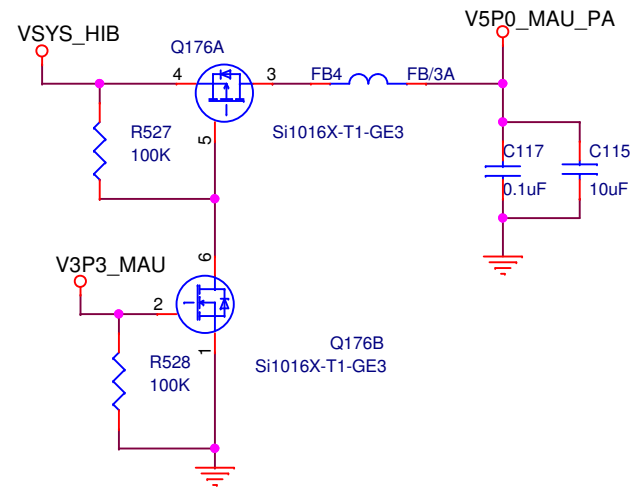 V5P0_MAU_PA
VSYS_HIB
Q176A
4
3
FB4
FB/3A
R527
100K
5
Si1016X-T1-GE3
C117
0.1uF
C115
10uF
6
V3P3_MAU
2
1
R528
100K
Q176B
Si1016X-T1-GE3